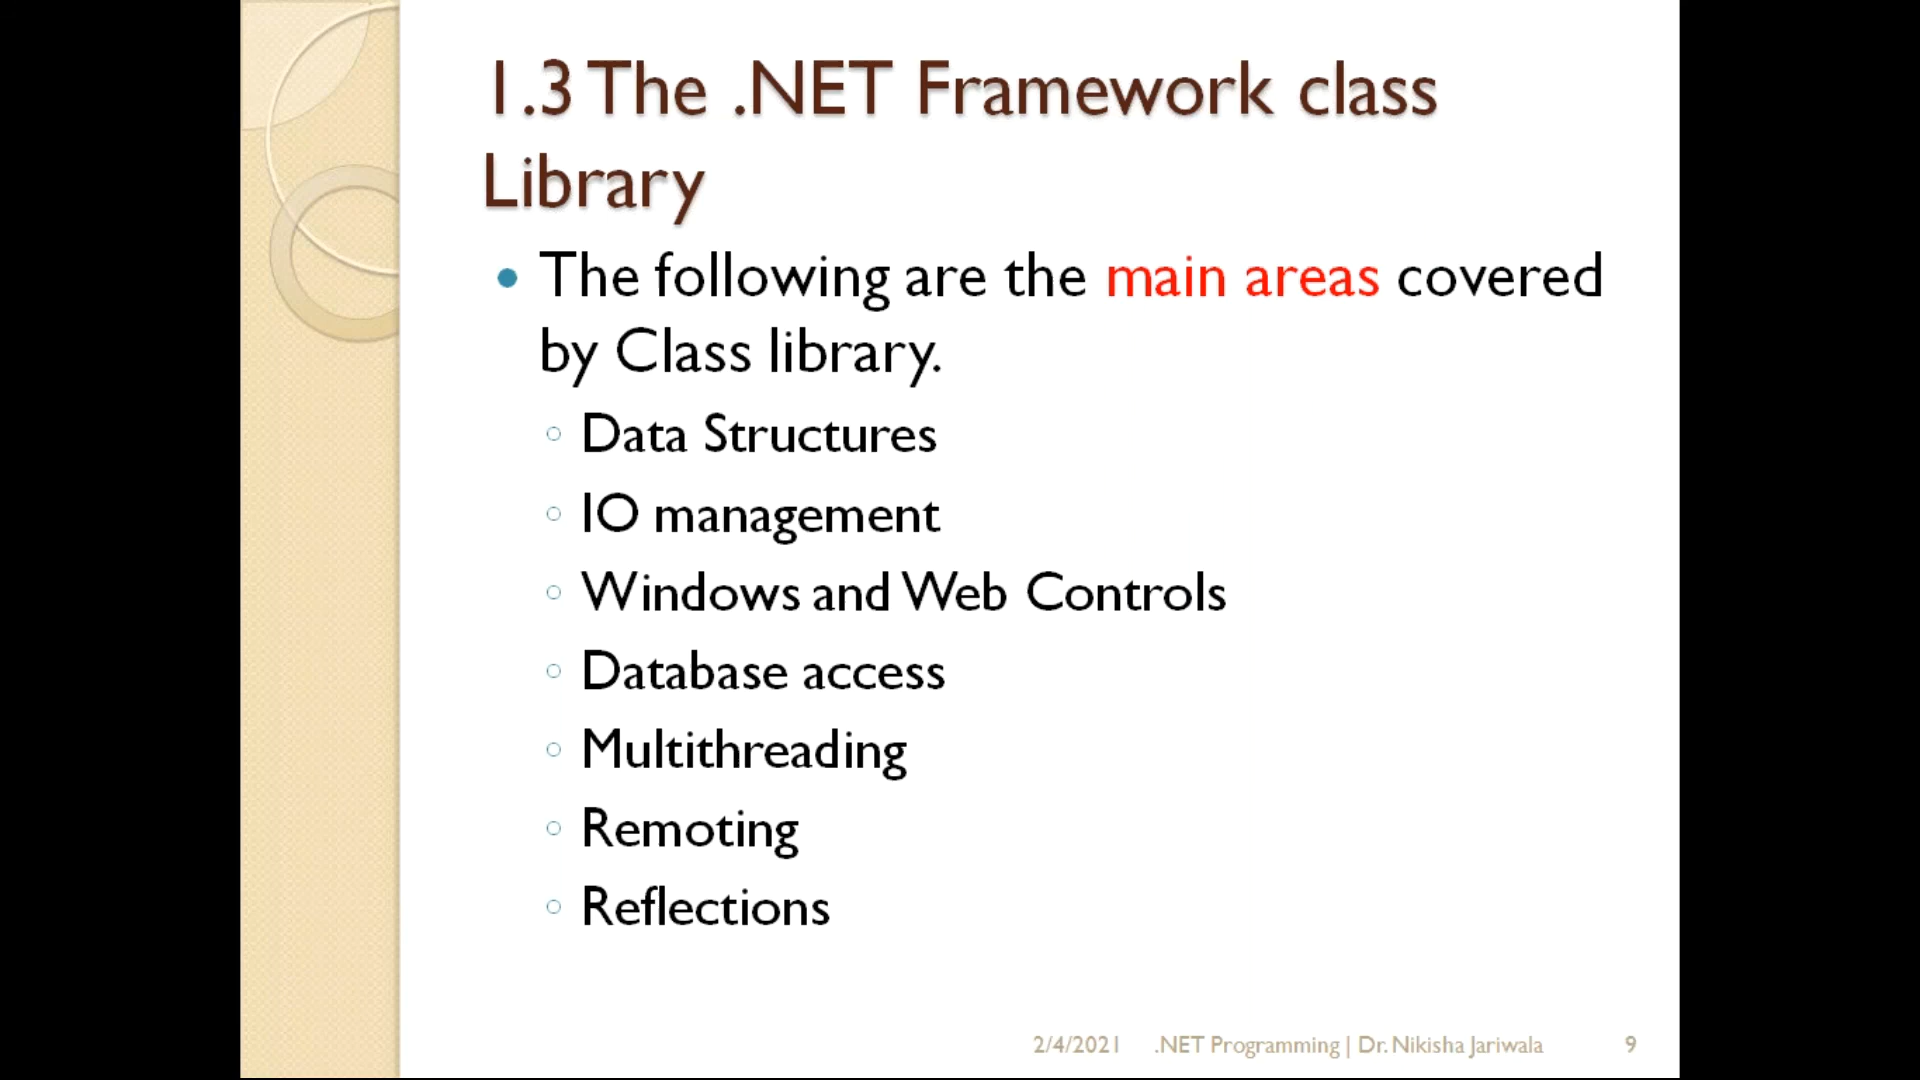 1.3 The .NET Framework class
Library
The following are the main areas covered
by Class library.
Data Structures
IO management
Windows and Web Controls
Database access
Multithreading
Remoting
Reflections
2/4/2021 .NET Programming | Dr. Nikisha Jariwala 9